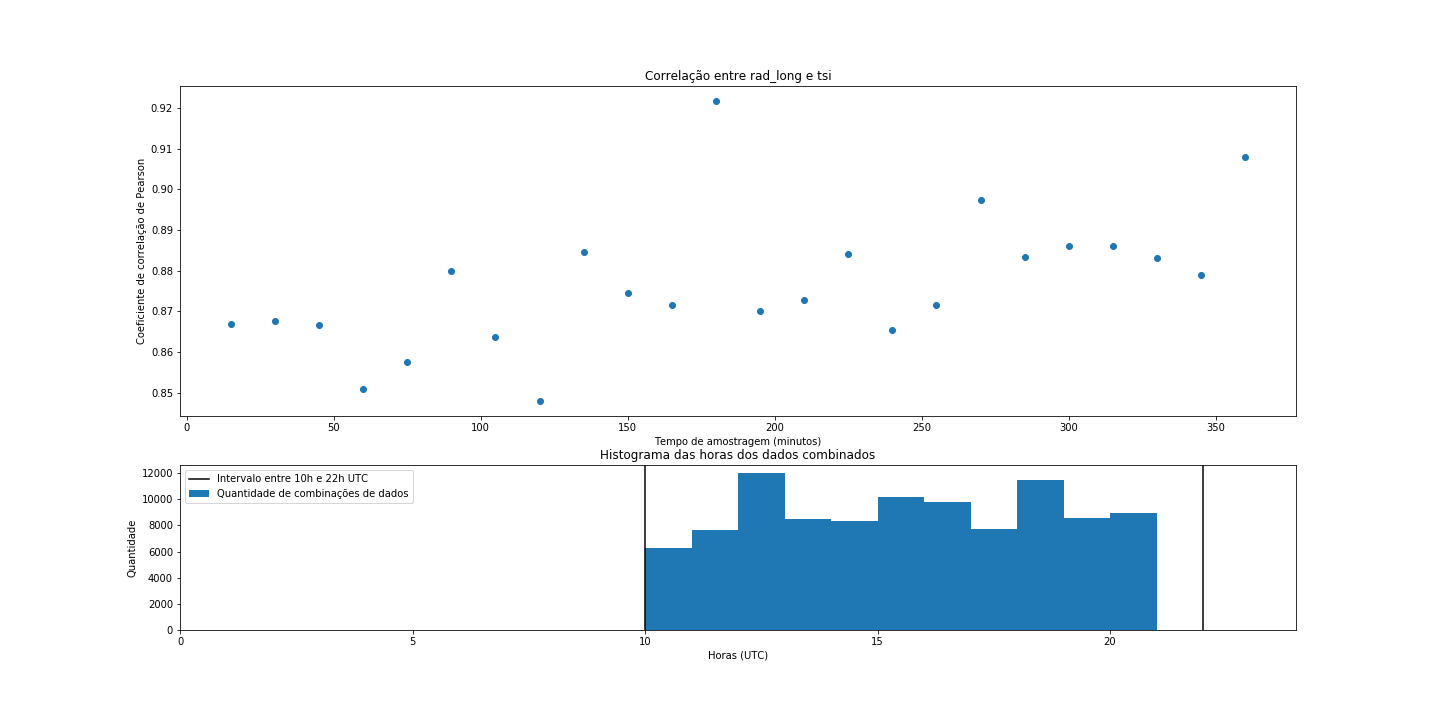 Correlação entre rad_long e tsi
Coeficiente de correlação de Pearson
0.92
0.91
0.90
0.89
0.88
0.87
0.86
0.85
0 50 100 150 200 250 300 350
Tempo de amostragem (minutos)
Histograma das horas dos dados combinados
Quantidade
12000
10000
8000
6000
4000
2000
0
Intervalo entre 10h e 22h UTC
Quantidade de combinações de dados
0 5 10 15 20
Horas (UTC)